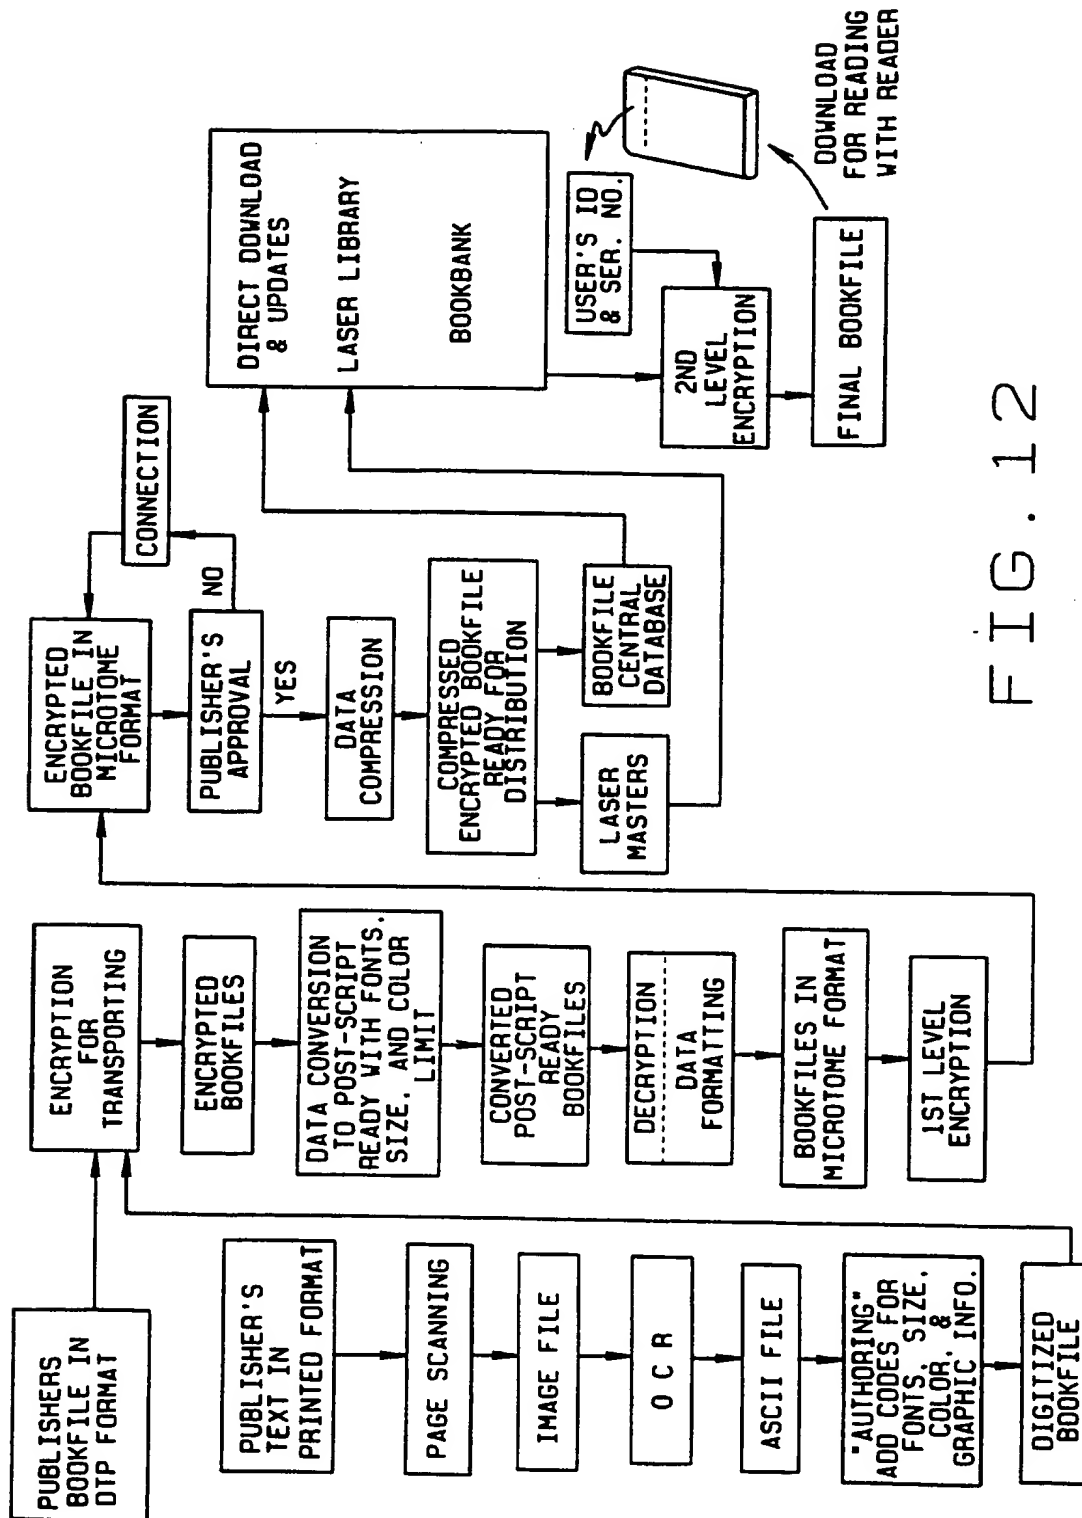 PUBLISHERS
BOOKFILE IN
DTP FORMAT
PUBLISHER'S
TEXT IN
PRINTED FORMAT
PAGE SCANNING
IMAGE FILE
O C R
ASCII FILE
"AUTHORING"
ADD CODES FOR
FONTS, SIZE,
COLOR, &
GRAPHIC INFO.
DIGITIZED
BOOKFILE
ENCRYPTION
FOR
TRANSPORTING
ENCRYPTED
BOOKFILES
DATA CONVERSION
TO POST-SCRIPT
READY WITH FONTS.
SIZE, AND COLOR
LIMIT
CONVERTED
POST-SCRIPT
READY
BOOKFILES
DECRYPTION
DATA
FORMATTING
BOOKFILES IN
MICROTOME FORMAT
1ST LEVEL
ENCRYPTION
ENCRYPTED
BOOKFILE IN
MICROTOME
FORMAT
CONNECTION
PUBLISHER'S
APPROVAL
NO
YES
DATA
COMPRESSION
COMPRESSED
ENCRYPTED BOOKFILE
READY FOR
DISTRIBUTION
LASER
MASTERS
BOOKFILE
CENTRAL
DATABASE
DIRECT DOWNLOAD
& UPDATES
LASER LIBRARY
BOOKBANK
USER'S ID
& SER. NO.
2ND
LEVEL
ENCRYPTION
FINAL BOOKFILE
DOWNLOAD
FOR READING
WITH READER
FIG. 12